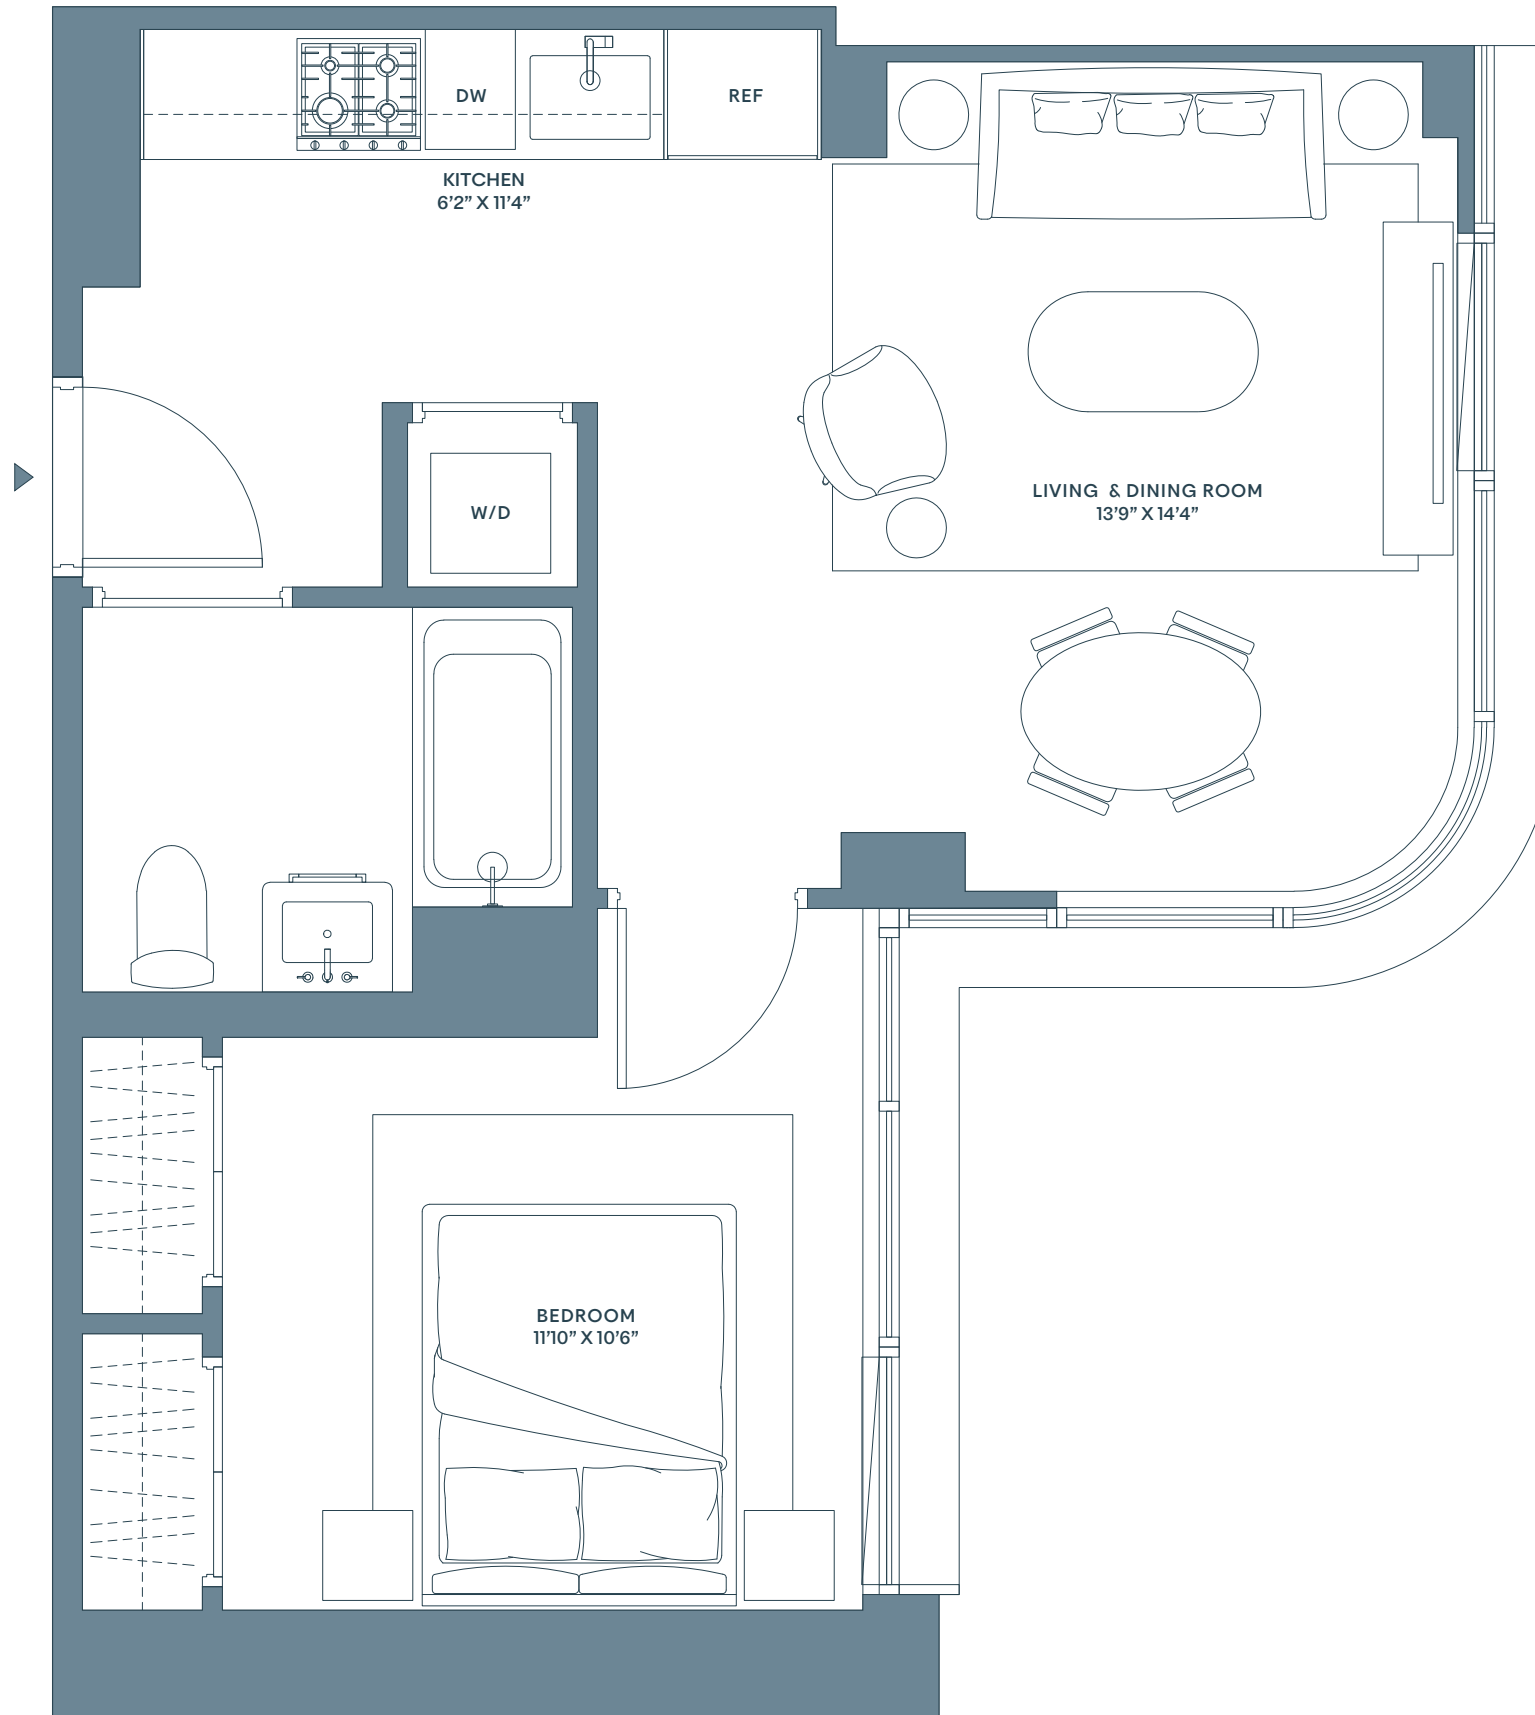 DW
REF
KITCHEN
6’2” X 11’4”
LIVING & DINING ROOM
13’9” X 14’4”
W/D
BEDROOM
11’10” X 10’6”